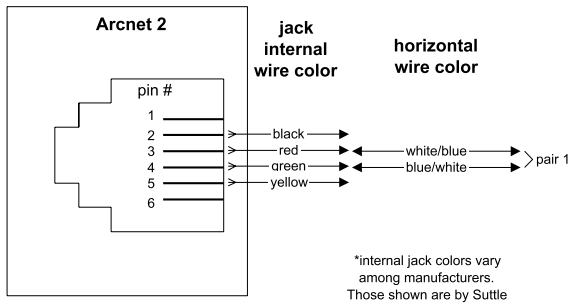 Arcnet 2
jack
internal
wire color
horizontal
wire color
pin #
1
2
black
3
red
white/blue
4
green
blue/white
pair 1
5
yellow
6
*internal jack colors vary
among manufacturers.
Those shown are by Suttle